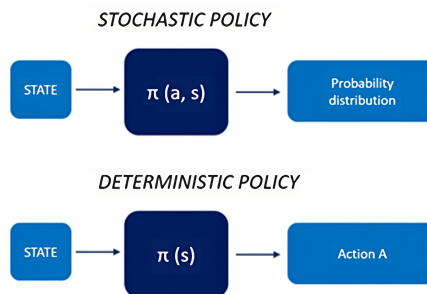 STOCHASTIC POLICY
STATE
π (a, s)
Probability
distribution
DETERMINISTIC POLICY
STATE
π (s)
Action A